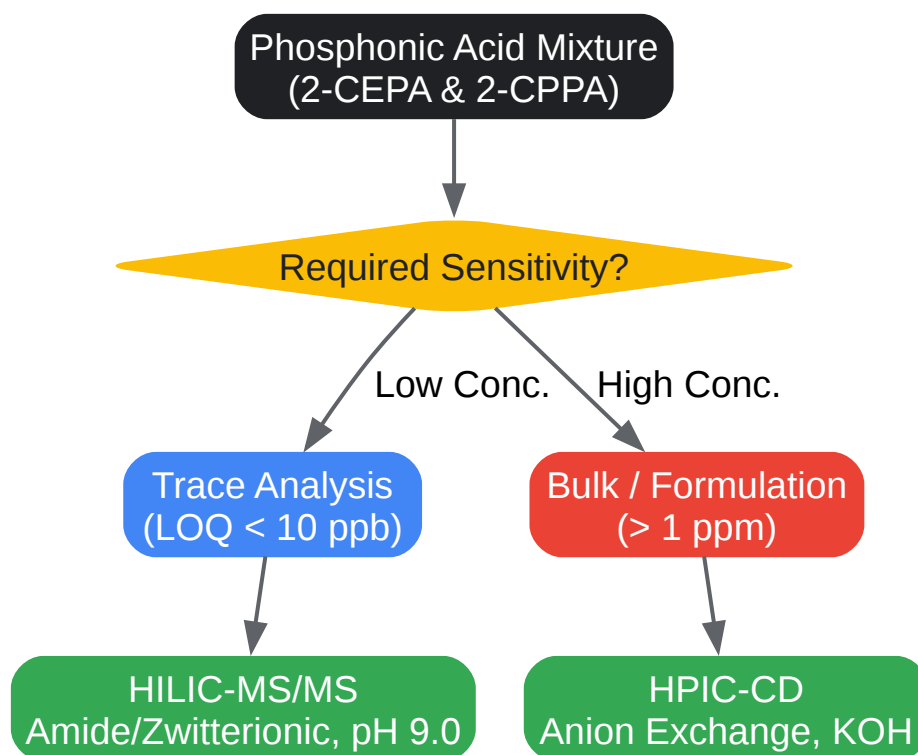 Phosphonic Acid Mixture
(2-CEPA & 2-CPPA)
Required Sensitivity?
Low Conc.
High Conc.
Trace Analysis
(LOQ < 10 ppb)
Bulk / Formulation
(> 1 ppm)
HILIC-MS/MS
Amide/Zwitterionic, pH 9.0
HPIC-CD
Anion Exchange, KOH